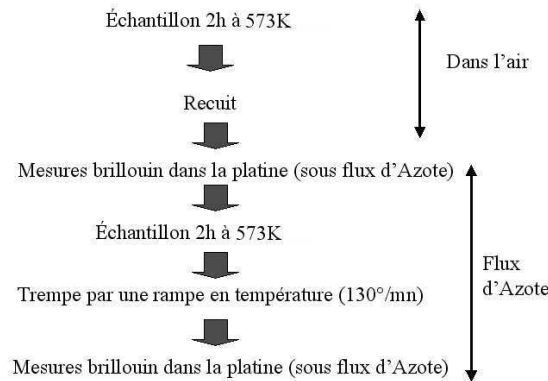 Échantillon 2h à 573K
Dans l'air
Recuit
Mesures brillouin dans la platine (sous flux d'Azote)
Échantillon 2h à 573K
Flux
d'Azote
Trempe par une rampe en température (130°/mn)
Mesures brillouin dans la platine (sous flux d'Azote)